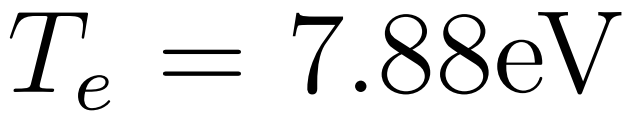 T_e = 7.88eV